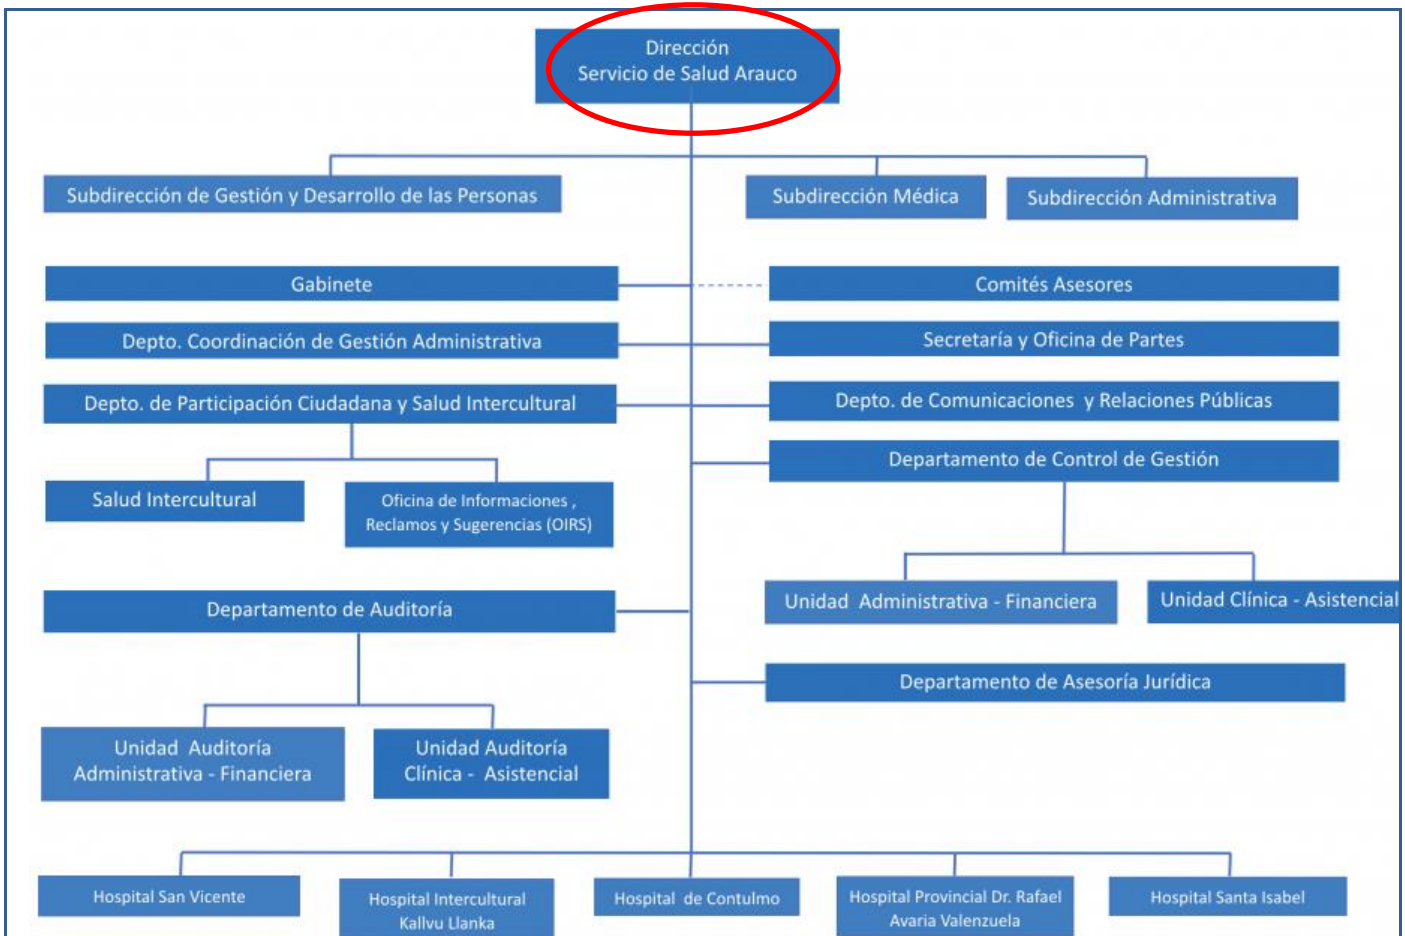 Dirección
Servicio de Salud Arauco
Subdirección de Gestión y Desarrollo de las Personas
Subdirección Médica
Subdirección Administrativa
Gabinete
Comités Asesores
Depto. Coordinación de Gestión Administrativa
Secretaría y Oficina de Partes
Depto. de Participación Ciudadana y Salud Intercultural
Depto. de Comunicaciones y Relaciones Públicas
Departamento de Control de Gestión
Salud Intercultural
Oficina de Informaciones ,
Reclamos y Sugerencias (OIRS)
Unidad Administrativa - Financiera
Unidad Clínica - Asistencial
Departamento de Auditoría
Departamento de Asesoría Jurídica
Unidad Auditoría
Administrativa - Financiera
Unidad Auditoría
Clínica - Asistencial
Hospital San Vicente
Hospital Intercultural
Kallvu Llanka
Hospital de Contulmo
Hospital Provincial Dr. Rafael
Avaria Valenzuela
Hospital Santa Isabel